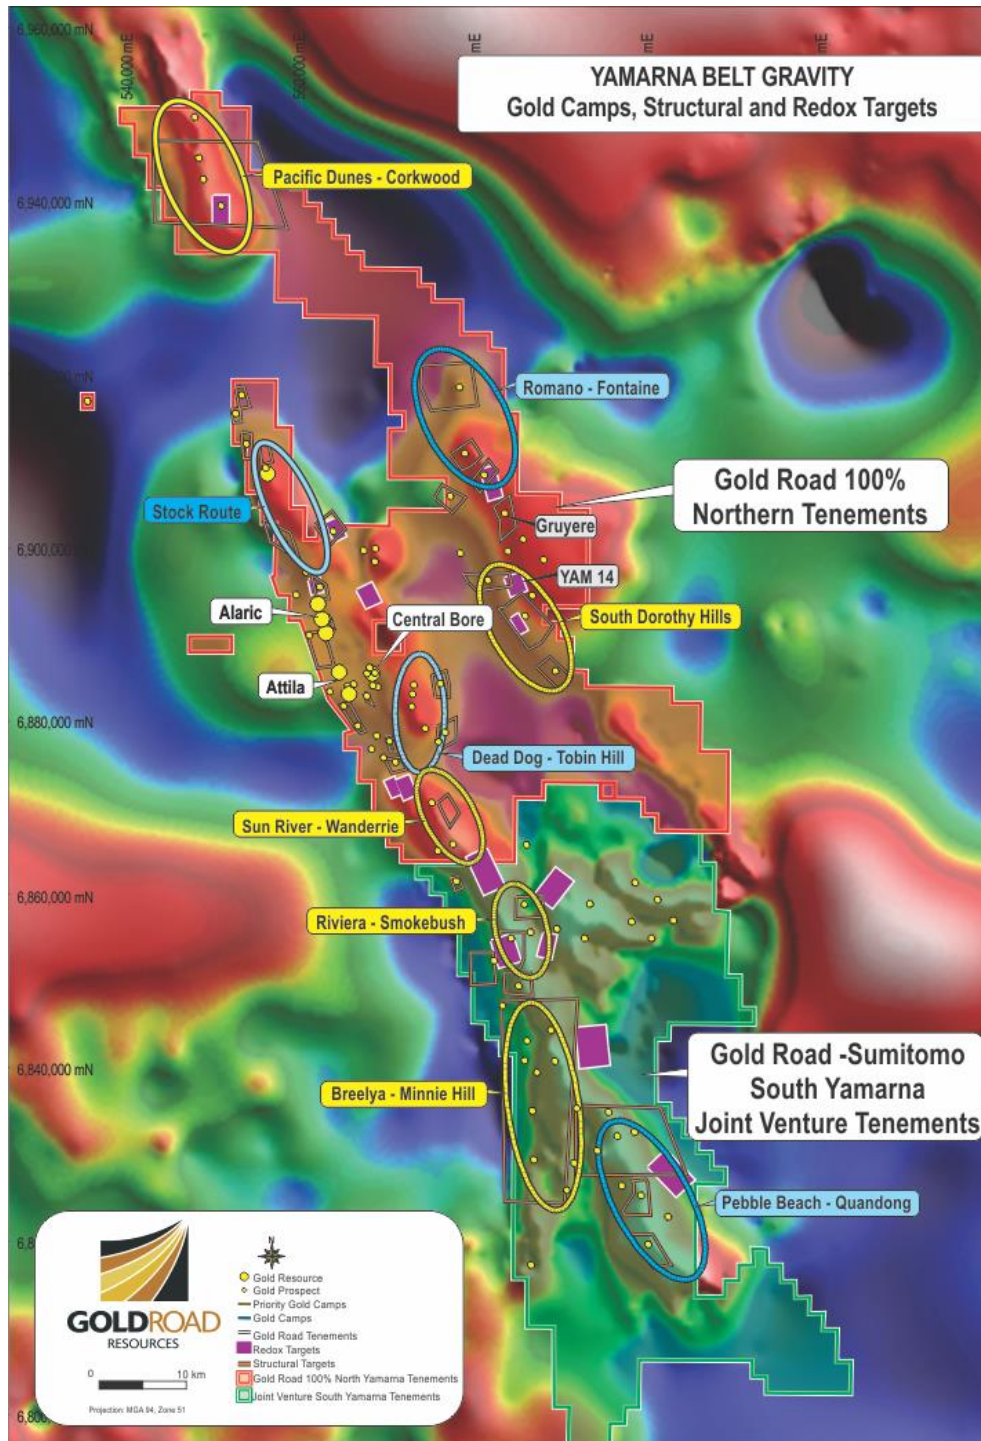 6,960,000 mN
540,000 mE
560,000 mE
mE
mE
mE
YAMARNA BELT GRAVITY
Gold Camps, Structural and Redox Targets
Pacific Dunes - Corkwood
6,940,000 mN
mN
Romano - Fontaine
Gold Road 100%
Northern Tenements
Stock Route
Gruyere
6,900,000 mN
YAM 14
Alaric
Central Bore
South Dorothy Hills
Attila
6,880,000 mN
Dead Dog - Tobin Hill
Sun River - Wanderrie
6,860,000 mN
Riviera - Smokebush
6,840,000 mN
Gold Road -Sumitomo
South Yamarna
Joint Venture Tenements
Breelya - Minnie Hill
Pebble Beach - Quandong
6,8
GOLDROAD
RESOURCES
0 10 km
Projection: MGA 94, Zone 51
N
Gold Resource
Gold Prospect
Priority Gold Camps
Gold Camps
Gold Road Tenements
Redox Targets
Structural Targets
Gold Road 100% North Yamarna Tenements
Joint Venture South Yamarna Tenements
6,800